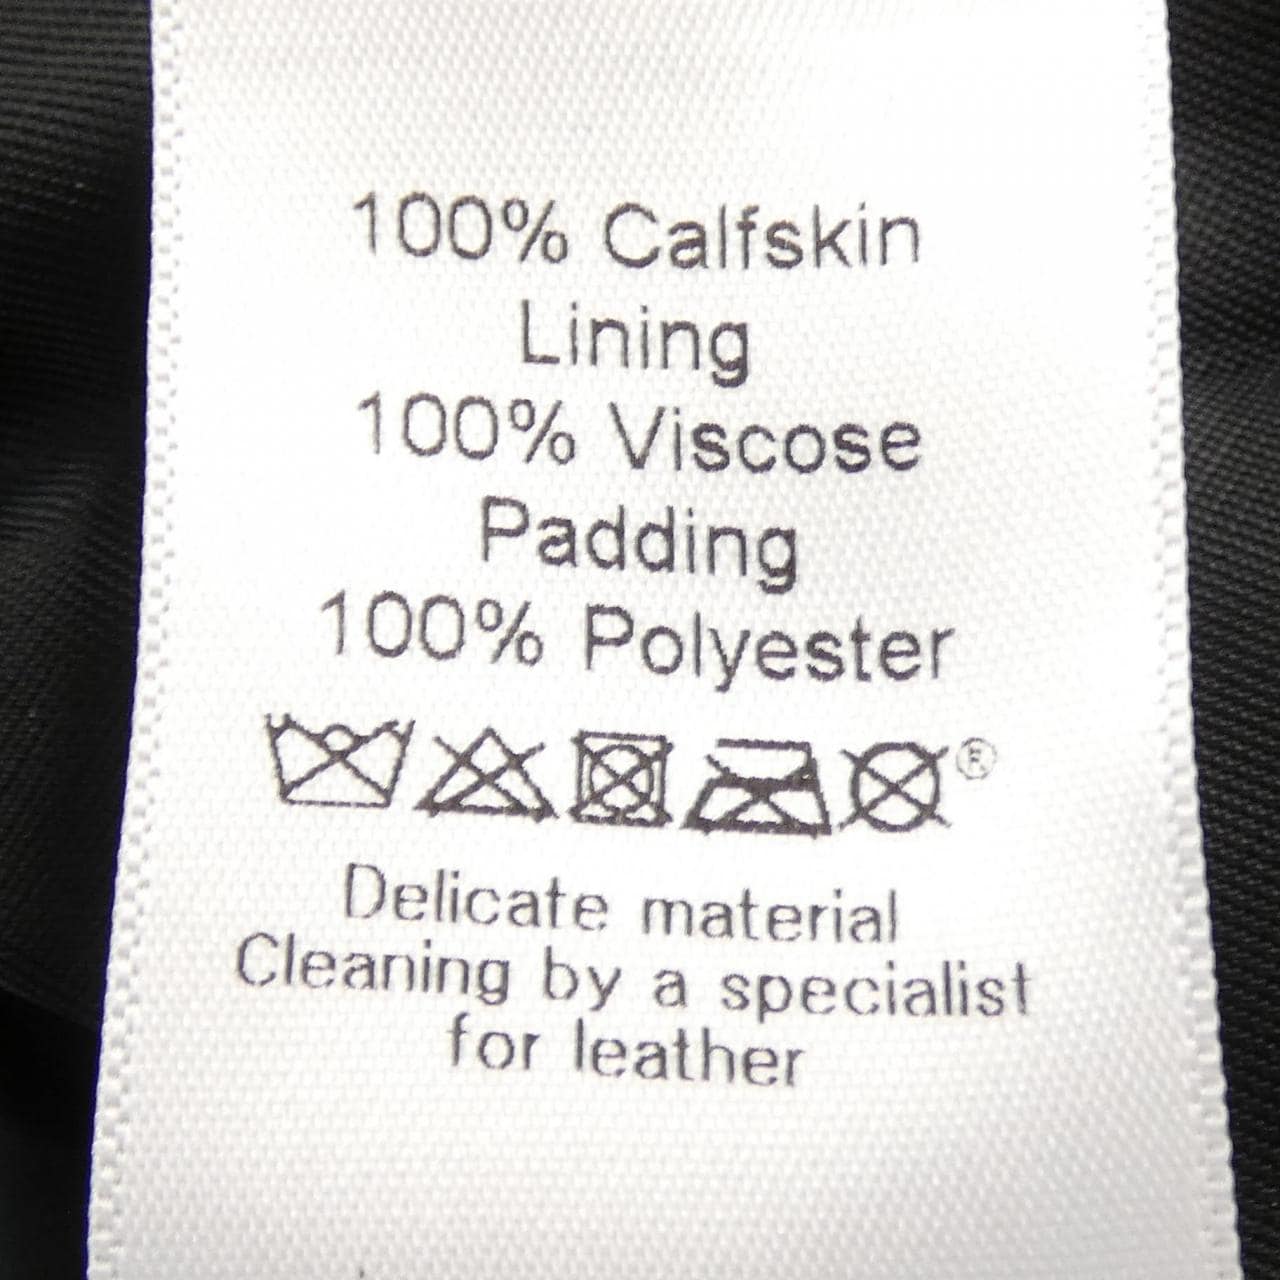 100% Calfskin
Lining
100% Viscose
Padding
100% Polyester
®
Delicate material
Cleaning by a specialist
for leather